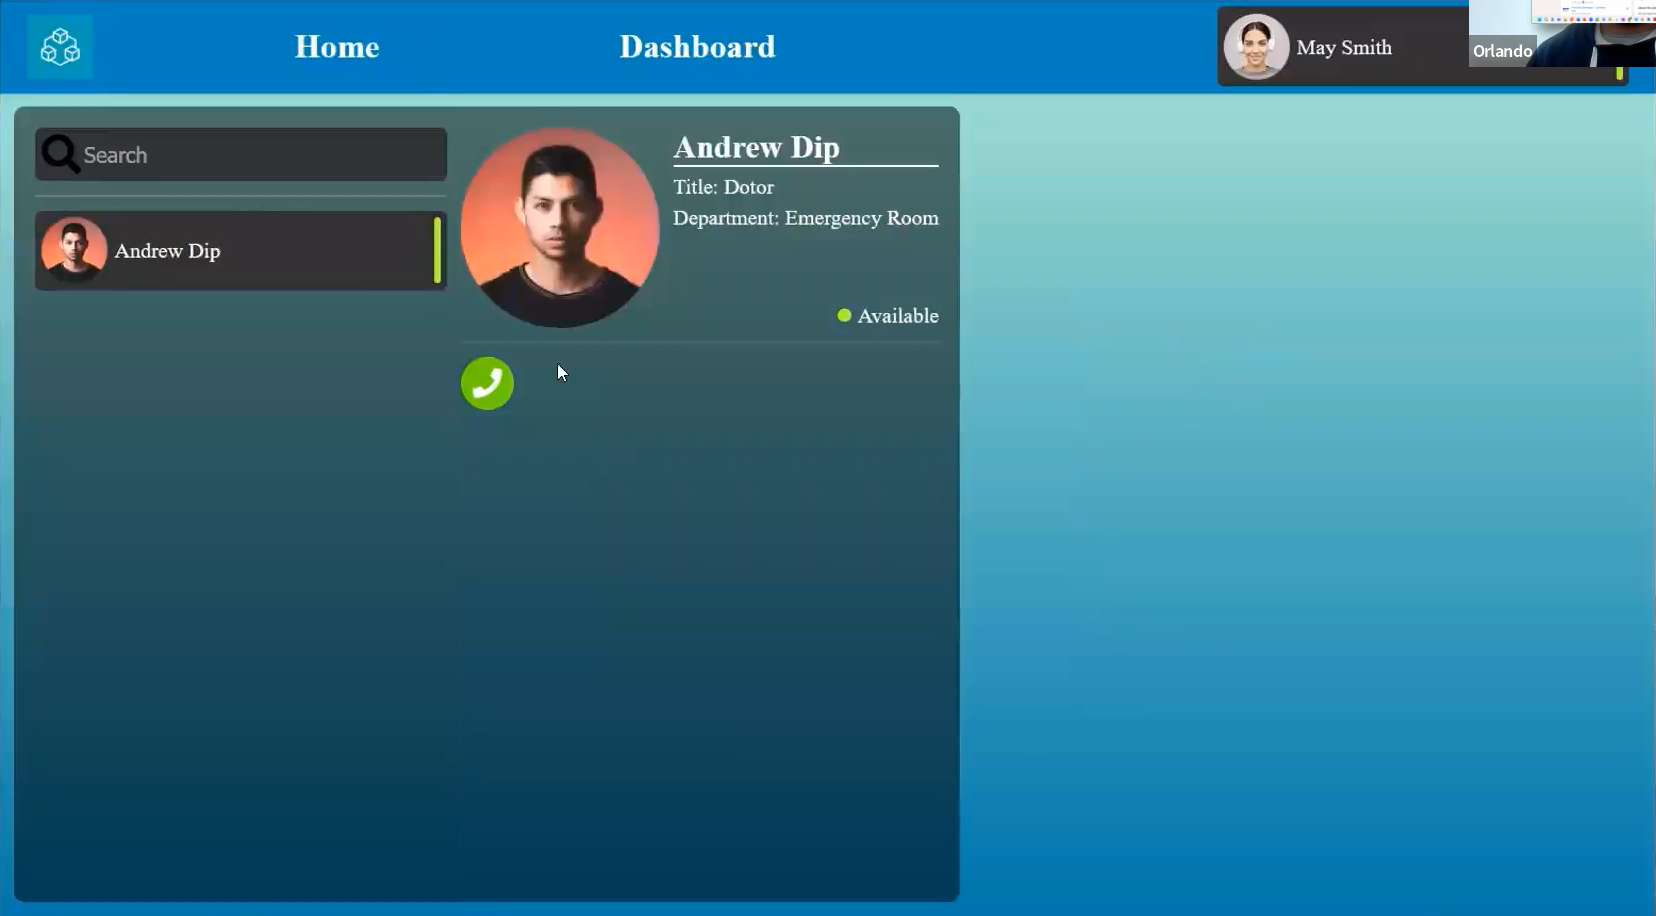 Home
Dashboard
May Smith
Orlando
Search
Andrew Dip
Andrew Dip
Title: Dotor
Department: Emergency Room
Available